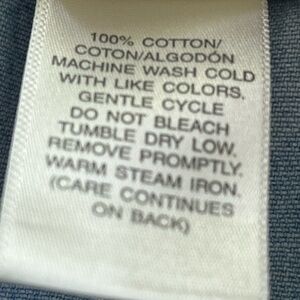 100% COTTON/
COTON/ALGODÓN
MACHINE WASH COLD
WITH LIKE COLORS.
GENTLE CYCLE
DO NOT BLEACH
TUMBLE DRY LOW.
REMOVE PROMPTLY.
WARM STEAM IRON.
(CARE CONTINUES
ON BACK)